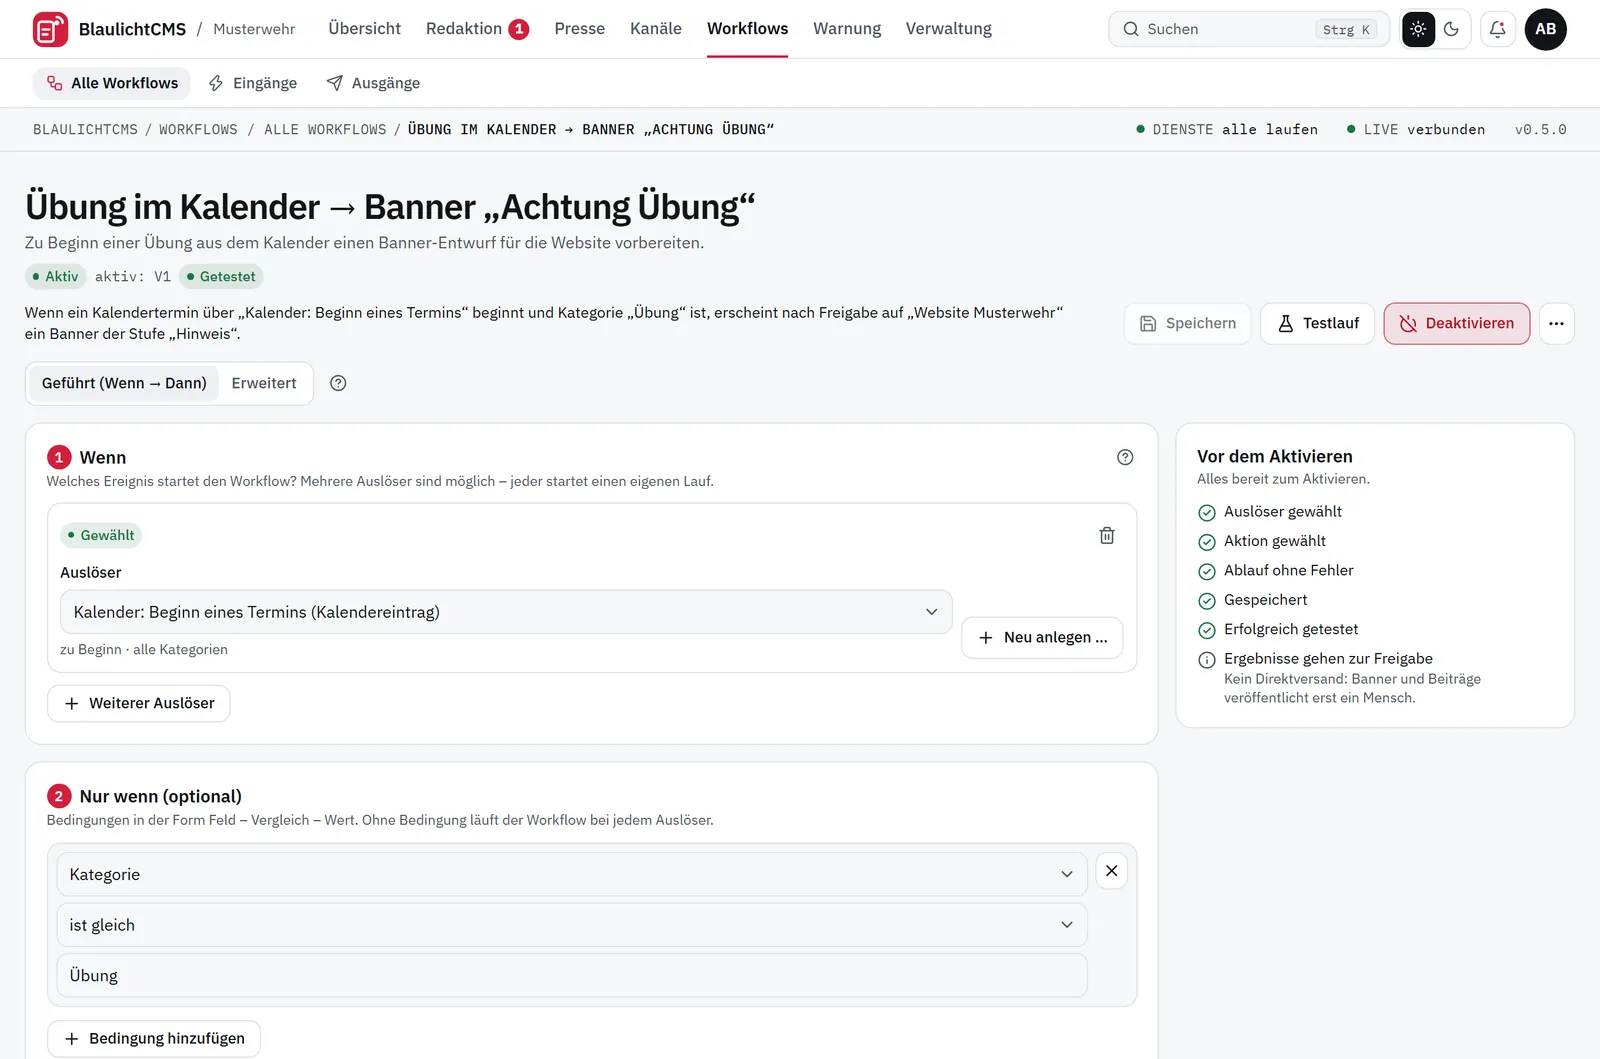 BlaulichtCMS / Musterwehr
Übersicht
Redaktion 1
Presse
Kanäle
Workflows
Warnung
Verwaltung
Suchen
Strg K
AB
Alle Workflows
Eingänge
Ausgänge
BLAULICHTCMS / WORKFLOWS / ALLE WORKFLOWS / ÜBUNG IM KALENDER → BANNER „ACHTUNG ÜBUNG“
DIENSTE alle laufen
LIVE verbunden
v0.5.0
Übung im Kalender → Banner „Achtung Übung“
Zu Beginn einer Übung aus dem Kalender einen Banner-Entwurf für die Website vorbereiten.
Aktiv
aktiv: V1
Getestet
Wenn ein Kalendertermin über „Kalender: Beginn eines Termins“ beginnt und Kategorie „Übung“ ist, erscheint nach Freigabe auf „Website Musterwehr“
ein Banner der Stufe „Hinweis“.
Speichern
Testlauf
Deaktivieren
Geführt (Wenn → Dann)
Erweitert
1 Wenn
Welches Ereignis startet den Workflow? Mehrere Auslöser sind möglich – jeder startet einen eigenen Lauf.
Gewählt
Auslöser
Kalender: Beginn eines Termins (Kalendereintrag)
zu Beginn · alle Kategorien
Neu anlegen ...
Weiterer Auslöser
2 Nur wenn (optional)
Bedingungen in der Form Feld – Vergleich – Wert. Ohne Bedingung läuft der Workflow bei jedem Auslöser.
Kategorie
ist gleich
Übung
Bedingung hinzufügen
Vor dem Aktivieren
Alles bereit zum Aktivieren.
Auslöser gewählt
Aktion gewählt
Ablauf ohne Fehler
Gespeichert
Erfolgreich getestet
Ergebnisse gehen zur Freigabe
Kein Direktversand: Banner und Beiträge
veröffentlicht erst ein Mensch.